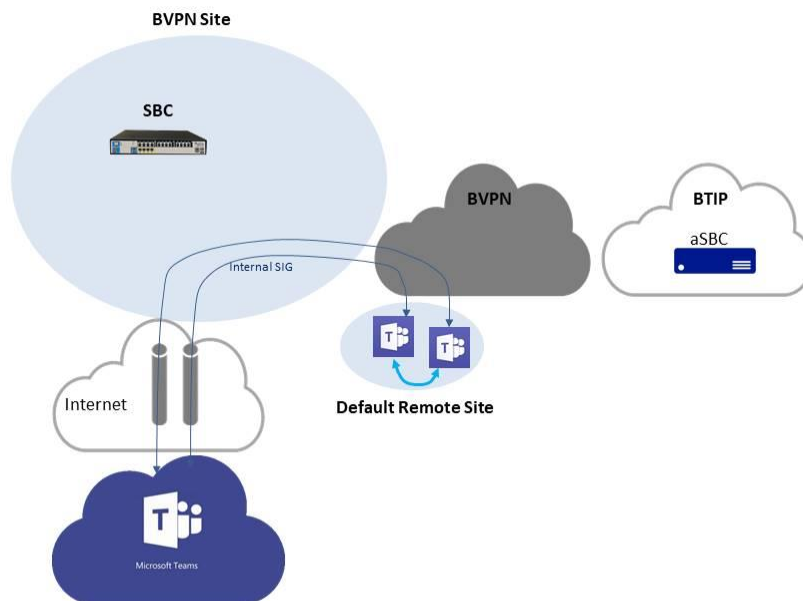 BVPN Site
SBC
BVPN
BTIP
aSBC
Internal SIG
T
T
Internet
Default Remote Site
T
Microsoft Teams